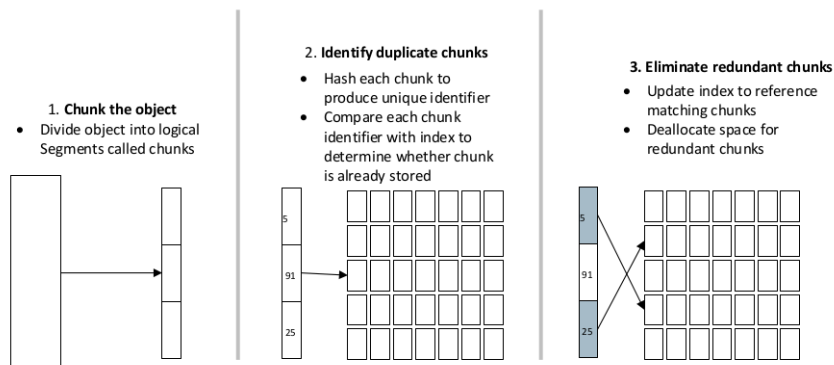 1. Chunk the object
• Divide object into logical
Segments called chunks
2. Identify duplicate chunks
• Hash each chunk to
produce unique identifier
• Compare each chunk
identifier with index to
determine whether chunk
is already stored
5
91
25
3. Eliminate redundant chunks
• Update index to reference
matching chunks
• Deallocate space for
redundant chunks
5
91
25